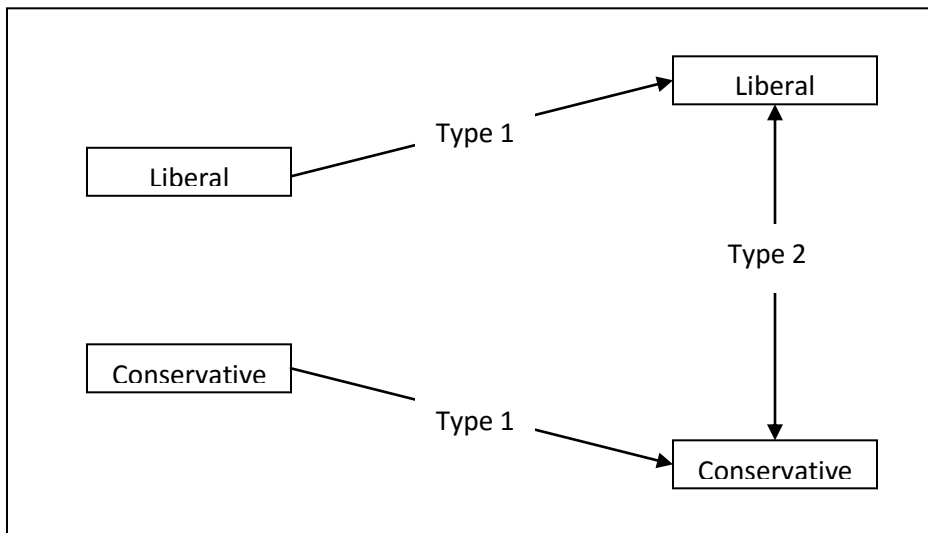 Liberal
Type 1
Liberal
Type 2
Conservative
Type 1
Conservative